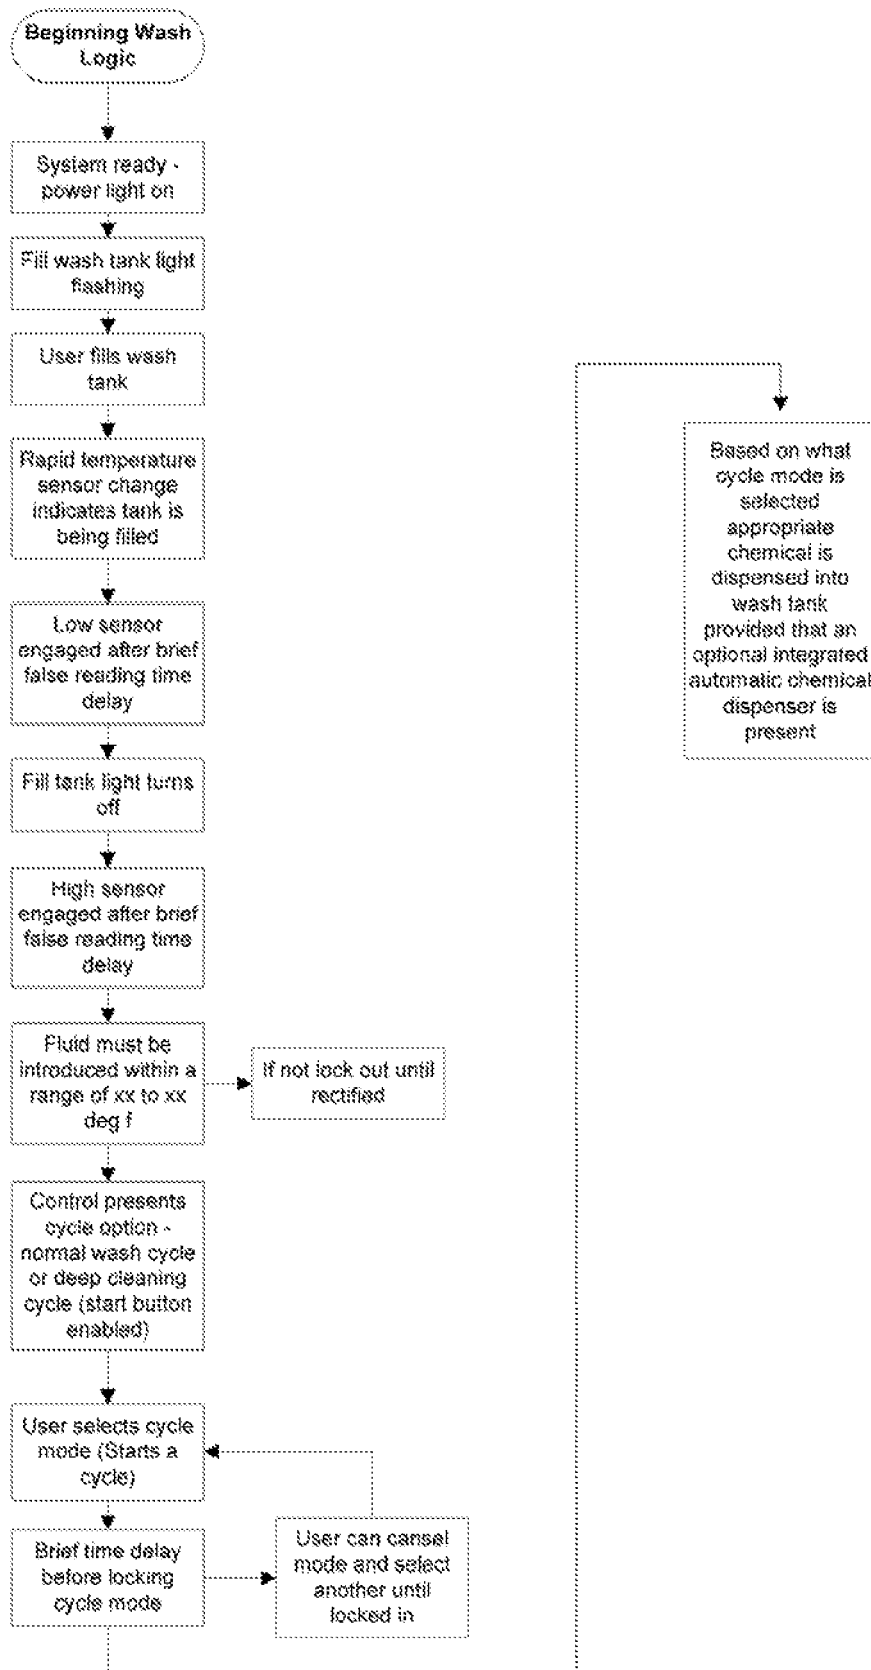 Beginning Wash
Logic
System ready -
power light on
Fill wash tank light
flashing
User fills wash
tank
Rapid temperature
sensor change
indicates tank is
being filled
Low sensor
engaged after brief
false reading time
delay
Fill tank light turns
off
High sensor
engaged after brief
false reading time
delay
Fluid must be
introduced within a
range of xx to xx
deg f
If not lock out until
rectified
Control presents
cycle option -
normal wash cycle
or deep cleaning
cycle (start button
enabled)
User selects cycle
mode (Starts a
cycle)
Brief time delay
before locking
cycle mode
User can cansel
mode and select
another until
locked in
Based on what
cycle mode is
selected
appropriate
chemical is
dispensed into
wash tank
provided that an
optional integrated
automatic chemical
dispenser is
present